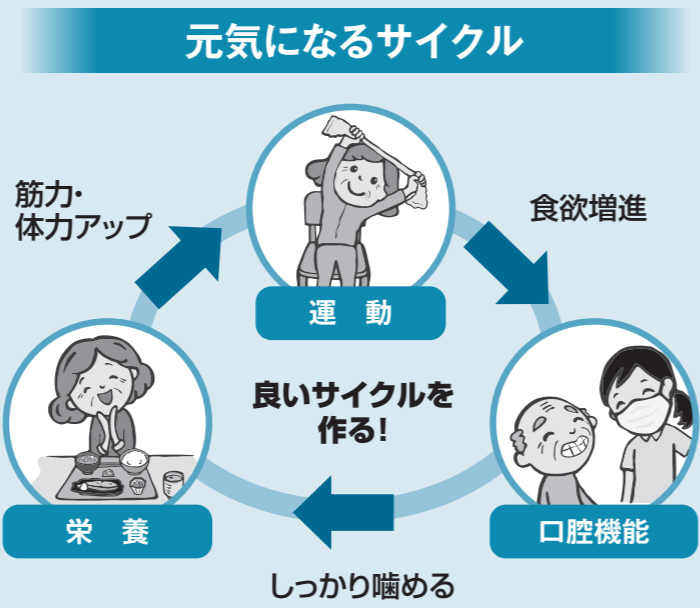 元気になるサイクル
筋力・
体力アップ
食欲増進
運動
良いサイクルを
作る!
栄養
口腔機能
しっかり噛める